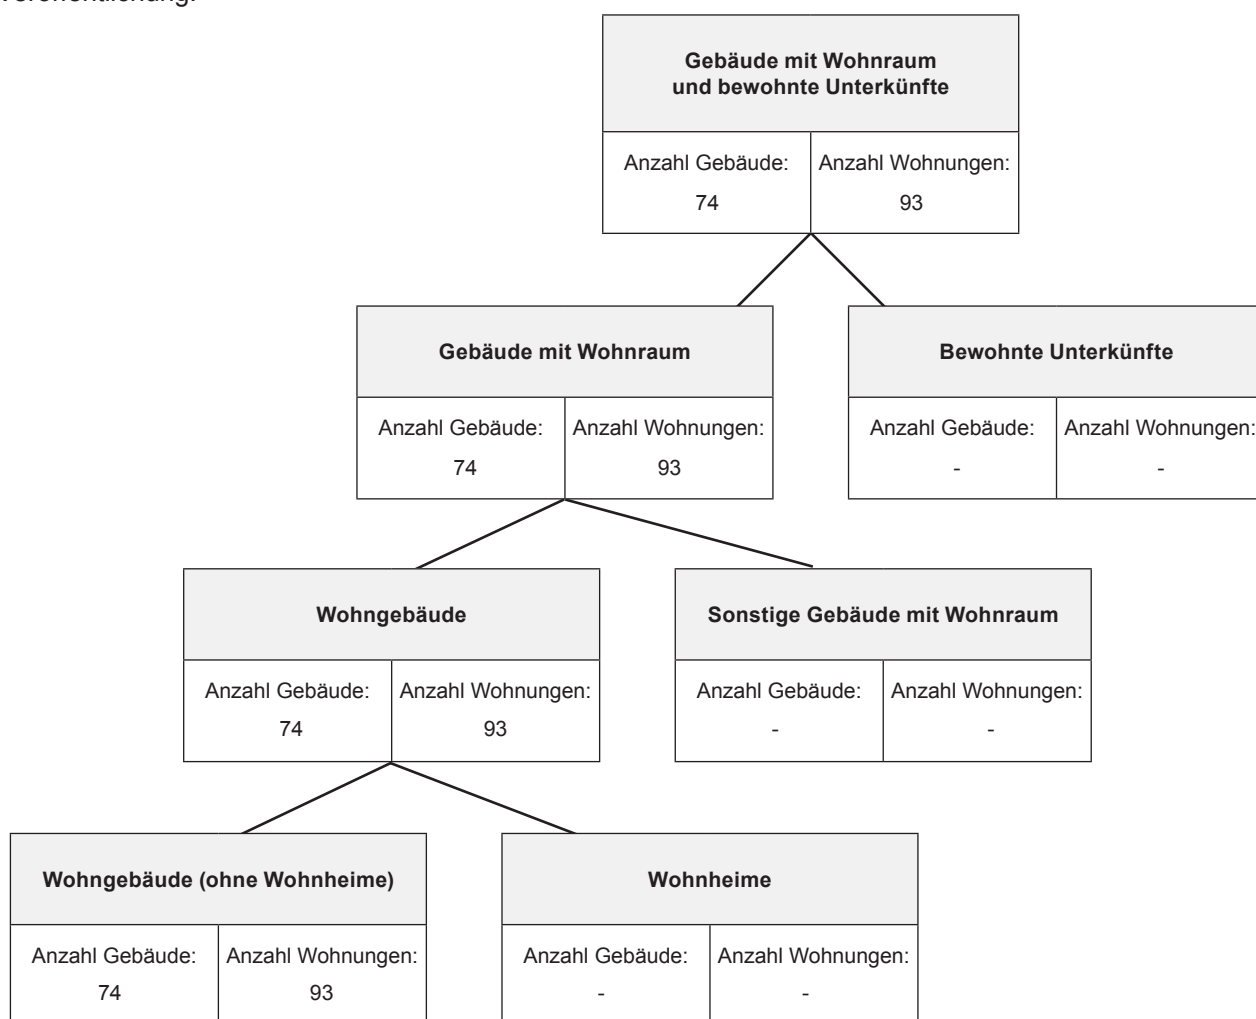 Veröffentlichung.
Gebäude mit Wohnraum
und bewohnte Unterkünfte
Anzahl Gebäude: Anzahl Wohnungen:
74 93
Gebäude mit Wohnraum Bewohnte Unterkünfte
Anzahl Gebäude: Anzahl Wohnungen: Anzahl Gebäude: Anzahl Wohnungen:
74 93 - -
Wohngebäude Sonstige Gebäude mit Wohnraum
Anzahl Gebäude: Anzahl Wohnungen: Anzahl Gebäude: Anzahl Wohnungen:
74 93 - -
Wohngebäude (ohne Wohnheime) Wohnheime
Anzahl Gebäude: Anzahl Wohnungen: Anzahl Gebäude: Anzahl Wohnungen:
74 93 - -